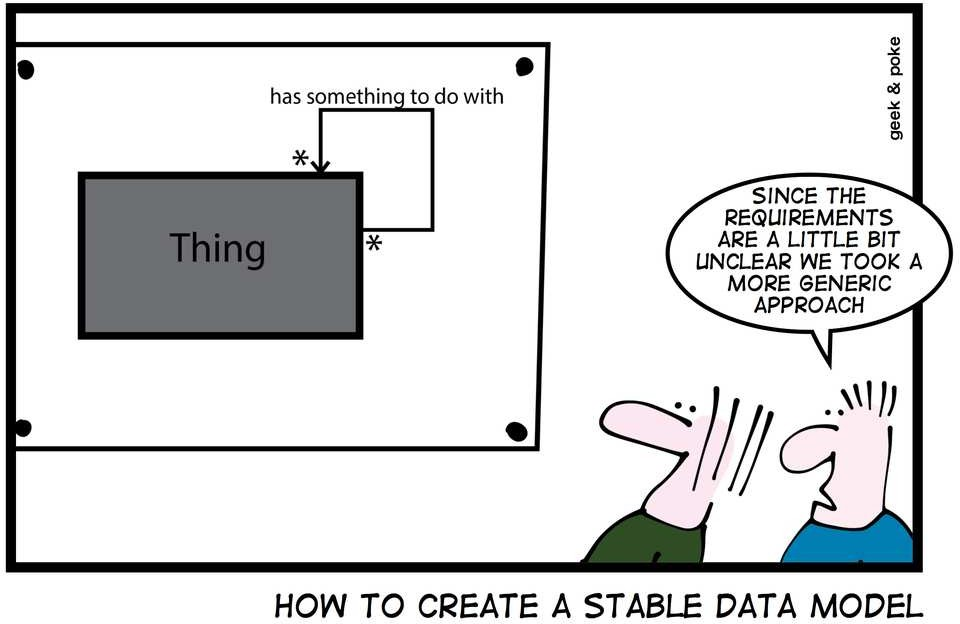 geek & poke
has something to do with
*
Thing
*
SINCE THE
REQUIREMENTS
ARE A LITTLE BIT
UNCLEAR WE TOOK A
MORE GENERIC
APPROACH
HOW TO CREATE A STABLE DATA MODEL